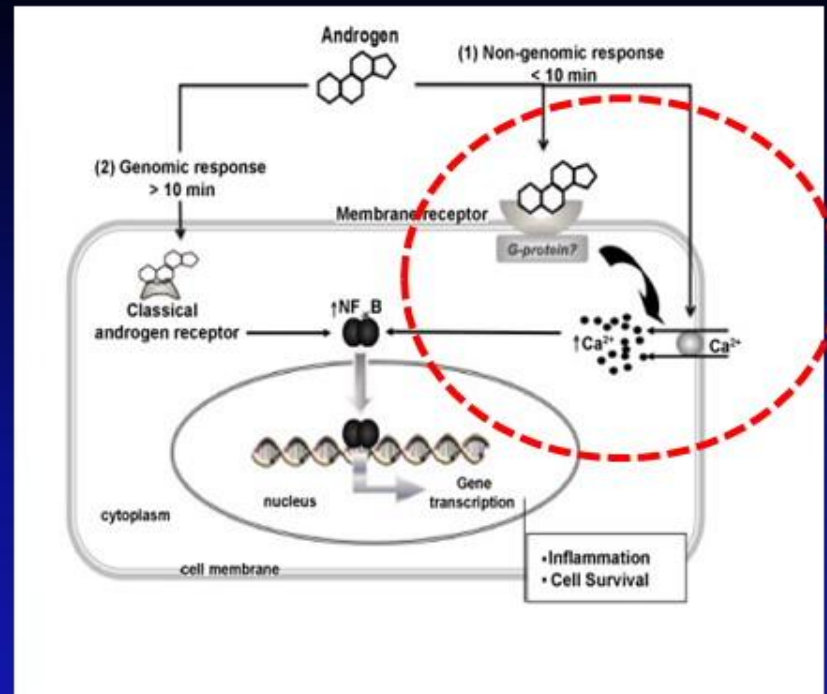 Androgen
(1) Non-genomic response
< 10 min
(2) Genomic response
> 10 min
Membrane receptor
G-protein?
Classical
androgen receptor
↑NF B
↑Ca²⁺
Ca²⁺
nucleus
Gene
transcription
cytoplasm
cell membrane
•Inflammation
• Cell Survival